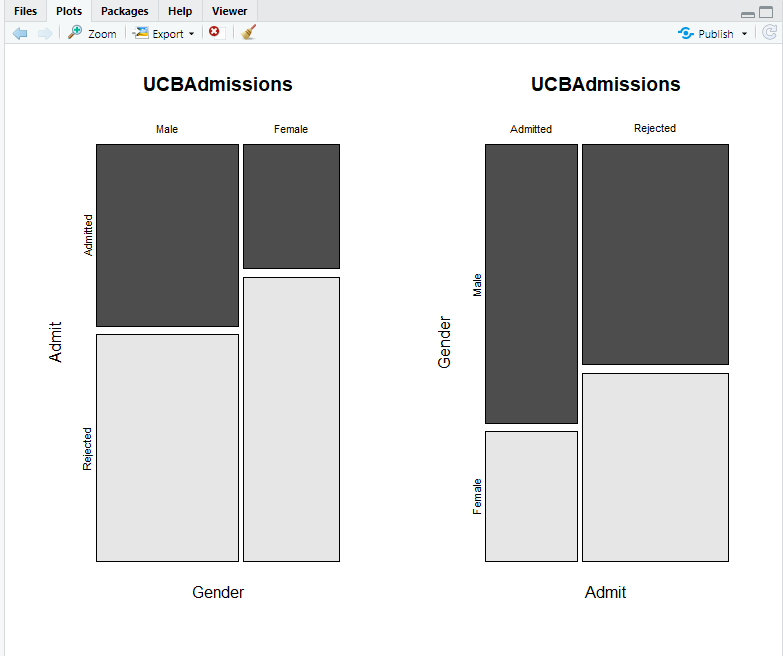 Files Plots Packages Help Viewer
Zoom Export Publish
UCBAdmissions
Male Female
Admitted
Rejected
Admit
Gender
UCBAdmissions
Admitted Rejected
Male
Female
Gender
Admit